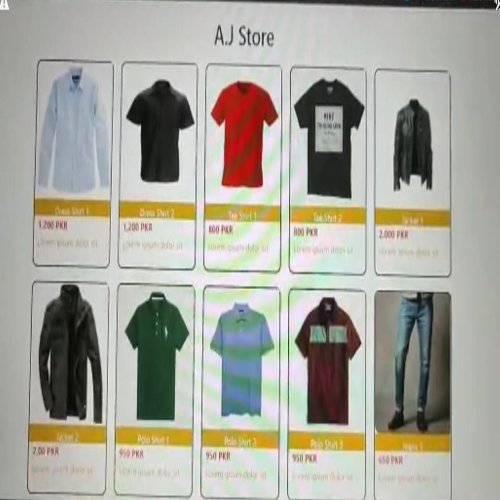 A.J Store
Dress Shirt 1
1,200 PKR
Lorem ipsum dolor sit
Dress Shirt 2
1,200 PKR
Lorem ipsum dolor sit
Tee Shirt 1
800 PKR
Lorem ipsum dolor sit
Tee Shirt 2
800 PKR
Lorem ipsum dolor sit
Jacket 1
2,000 PKR
Lorem ipsum dolor sit
Jacket 2
2,00 PKR
Lorem ipsum dolor sit
Polo Shirt 1
950 PKR
Lorem ipsum dolor sit
Polo Shirt 2
950 PKR
Lorem ipsum dolor sit
Polo Shirt 3
950 PKR
Lorem ipsum dolor sit
650 PKR
Lorem ipsum dolor sit